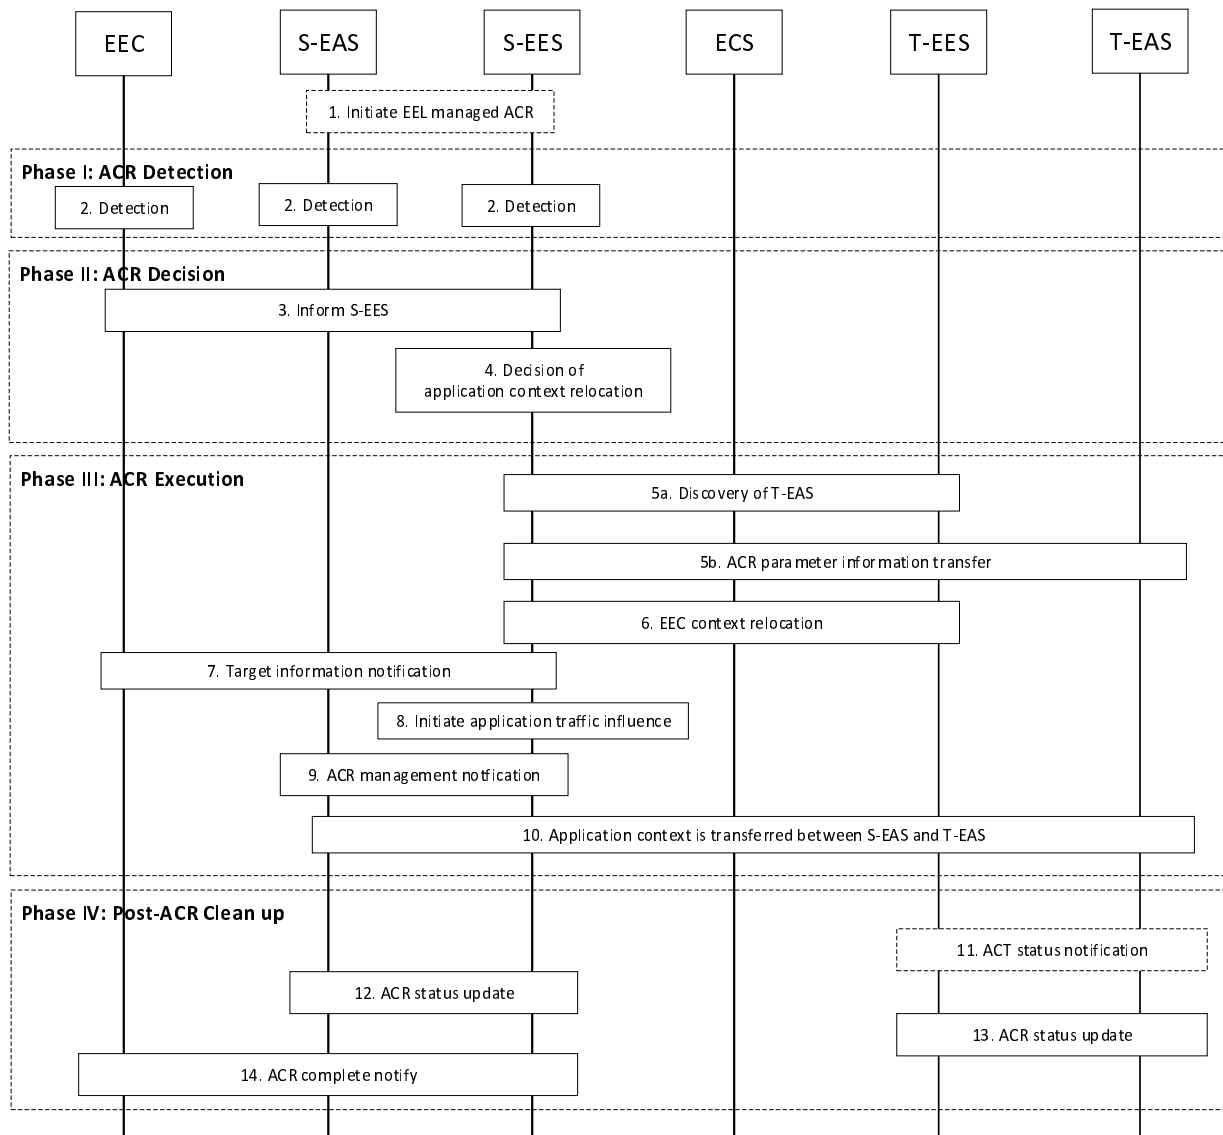 EEC
S-EAS
S-EES
ECS
T-EES
T-EAS
1. Initiate EEL managed ACR
Phase I: ACR Detection
2. Detection
2. Detection
2. Detection
Phase II: ACR Decision
3. Inform S-EES
4. Decision of
application context relocation
Phase III: ACR Execution
5a. Discovery of T-EAS
5b. ACR parameter information transfer
6. EEC context relocation
7. Target information notification
8. Initiate application traffic influence
9. ACR management notfication
10. Application context is transferred between S-EAS and T-EAS
Phase IV: Post-ACR Clean up
11. ACT status notification
12. ACR status update
13. ACR status update
14. ACR complete notify